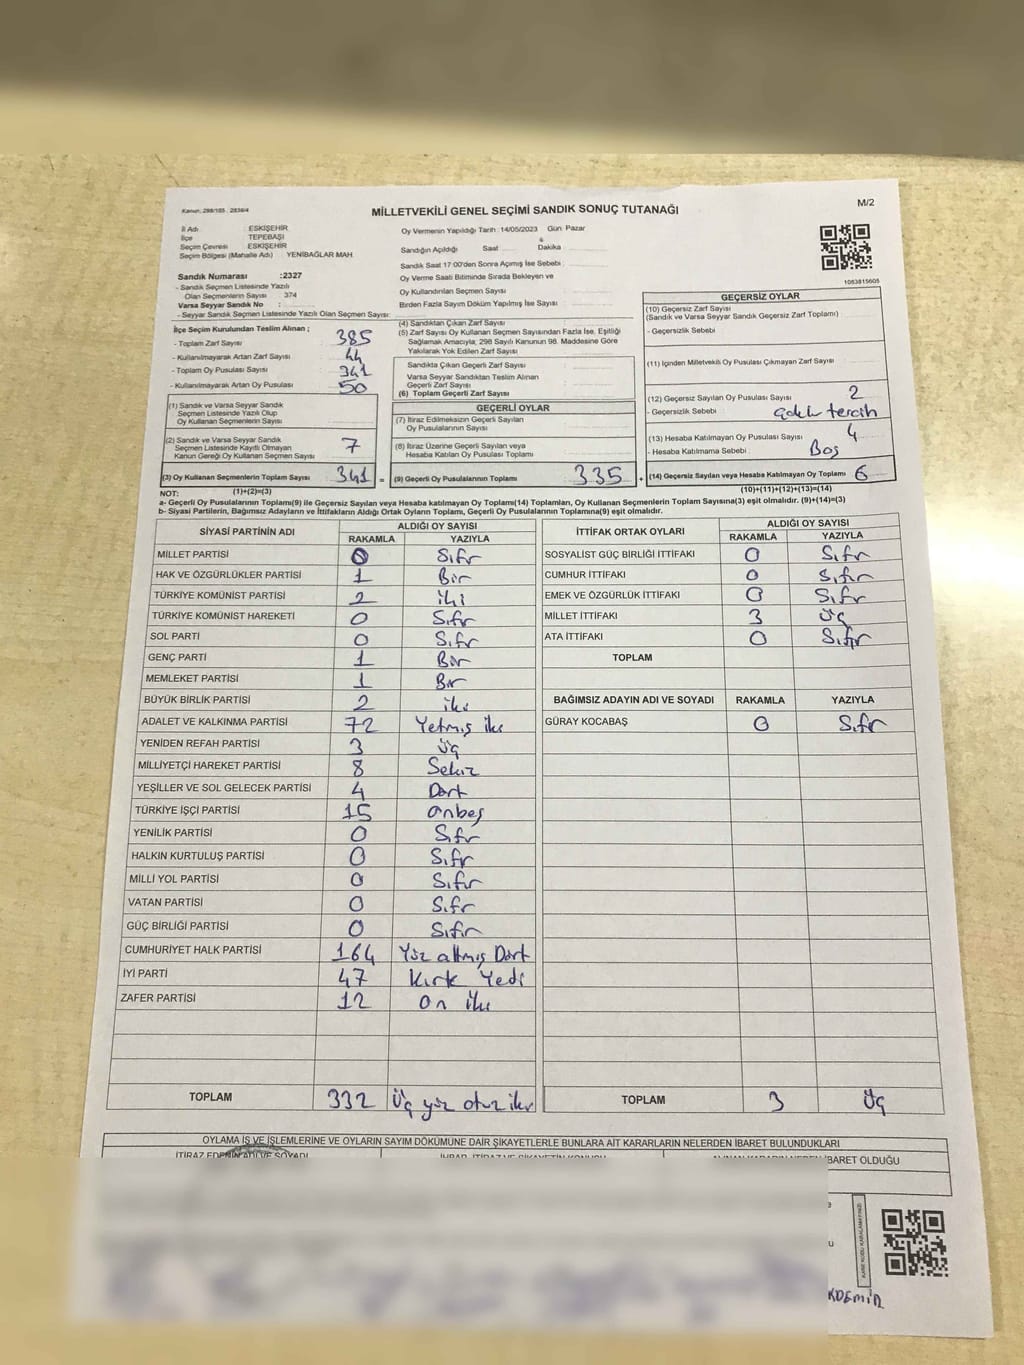 Kanun: 298/105 2839/4
MİLLETVEKİLİ GENEL SEÇİMİ SANDIK SONUÇ TUTANAĞI
M/2
İl Adı : ESKİŞEHİR
İlçe : TEPEBAŞI
Seçim Çevresi : ESKİŞEHİR
Seçim Bölgesi (Mahalle Adı) : YENİBAĞLAR MAH.
Sandık Numarası :2327
- Sandık Seçmen Listesinde Yazılı
Olan Seçmenlerin Sayısı : 374
Varsa Seyyar Sandık No :
- Seyyar Sandık Seçmen Listesinde Yazılı Olan Seçmen Sayısı:
Oy Vermenin Yapıldığı Tarih : 14/05/2023 Gün Pazar
Sandığın Açıldığı Saat & Dakika
Sandık Saat 17:00'den Sonra Açımış İse Sebebi :
Oy Verme Saati Bitiminde Sırada Bekleyen ve
Oy Kullandırılan Seçmen Sayısı :
Birden Fazla Sayım Döküm Yapılmış İse Sayısı :
1053815605
İlçe Seçim Kurulundan Teslim Alınan ;
- Toplam Zarf Sayısı : 385
- Kullanılmayarak Artan Zarf Sayısı : 44
- Toplam Oy Pusulası Sayısı : 341
- Kullanılmayarak Artan Oy Pusulası : 50
(1) Sandık ve Varsa Seyyar Sandık
Seçmen Listesinde Yazılı Olup
Oy Kullanan Seçmenlerin Sayısı
(2) Sandık ve Varsa Seyyar Sandık
Seçmen Listesinde Kayıtlı Olmayan
Kanun Gereği Oy Kullanan Seçmen Sayısı 7
(3) Oy Kullanan Seçmenlerin Toplam Sayısı 341 =
(1)+(2)=(3)
(4) Sandıktan Çıkan Zarf Sayısı :
(5) Zarf Sayısı Oy Kullanan Seçmen Sayısından Fazla İse, Eşitliği
Sağlamak Amacıyla; 298 Sayılı Kanunun 98. Maddesine Göre
Yakılarak Yok Edilen Zarf Sayısı :
Sandıkta Çıkan Geçerli Zarf Sayısı :
Varsa Seyyar Sandıktan Teslim Alınan
Geçerli Zarf Sayısı :
(6) Toplam Geçerli Zarf Sayısı :
GEÇERLİ OYLAR
(7) İtiraz Edilmeksizin Geçerli Sayılan
Oy Pusulalarının Sayısı :
(8) İtiraz Üzerine Geçerli Sayılan veya
Hesaba Katılan Oy Pusulası Toplamı :
(9) Geçerli Oy Pusulalarının Toplamı 335 +
GEÇERSİZ OYLAR
(10) Geçersiz Zarf Sayısı
(Sandık ve Varsa Seyyar Sandık Geçersiz Zarf Toplamı) :
- Geçersizlik Sebebi :
(11) İçinden Milletvekili Oy Pusulası Çıkmayan Zarf Sayısı :
(12) Geçersiz Sayılan Oy Pusulası Sayısı : 2
- Geçersizlik Sebebi : tercih
(13) Hesaba Katılmayan Oy Pusulası Sayısı : 4
- Hesaba Katılmama Sebebi : Boş
(14) Geçersiz Sayılan veya Hesaba Katılmayan Oy Toplamı 6
(10)+(11)+(12)+(13)=(14)
NOT:
a- Geçerli Oy Pusulalarının Toplamı(9) ile Geçersiz Sayılan veya Hesaba katılmayan Oy Toplamı(14) Toplamları, Oy Kullanan Seçmenlerin Toplam Sayısına(3) eşit olmalıdır. (9)+(14)=(3)
b- Siyasi Partilerin, Bağımsız Adayların ve İttifakların Aldığı Ortak Oyların Toplamı, Geçerli Oy Pusulalarının Toplamına(9) eşit olmalıdır.
SİYASİ PARTİNİN ADI ALDIĞI OY SAYISI
RAKAMLA YAZIYLA
MİLLET PARTİSİ 0 Sıfır
HAK VE ÖZGÜRLÜKLER PARTİSİ 1 Bir
TÜRKİYE KOMÜNİST PARTİSİ 2 iki
TÜRKİYE KOMÜNİST HAREKETİ 0 Sıfır
SOL PARTİ 0 Sıfır
GENÇ PARTİ 1 Bir
MEMLEKET PARTİSİ 1 Bir
BÜYÜK BİRLİK PARTİSİ 2 iki
ADALET VE KALKINMA PARTİSİ 72 Yetmiş iki
YENİDEN REFAH PARTİSİ 3 üç
MİLLİYETÇİ HAREKET PARTİSİ 8 Sekiz
YEŞİLLER VE SOL GELECEK PARTİSİ 4 Dört
TÜRKİYE İŞÇİ PARTİSİ 15 onbeş
YENİLİK PARTİSİ 0 Sıfır
HALKIN KURTULUŞ PARTİSİ 0 Sıfır
MİLLİ YOL PARTİSİ 0 Sıfır
VATAN PARTİSİ 0 Sıfır
GÜÇ BİRLİĞİ PARTİSİ 0 Sıfır
CUMHURİYET HALK PARTİSİ 164 Yüz altmış Dört
İYİ PARTİ 47 Kırk Yedi
ZAFER PARTİSİ 12 on iki
TOPLAM 332 Üç yüz otuz iki
İTTİFAK ORTAK OYLARI ALDIĞI OY SAYISI
RAKAMLA YAZIYLA
SOSYALİST GÜÇ BİRLİĞİ İTTİFAKI 0 Sıfır
CUMHUR İTTİFAKI 0 Sıfır
EMEK VE ÖZGÜRLÜK İTTİFAKI 0 Sıfır
MİLLET İTTİFAKI 3 üç
ATA İTTİFAKI 0 Sıfır
TOPLAM
BAĞIMSIZ ADAYIN ADI VE SOYADI RAKAMLA YAZIYLA
GÜRAY KOCABAŞ 0 Sıfır
TOPLAM 3 Üç
OYLAMA İŞ VE İŞLEMLERİNE VE OYLARIN SAYIM DÖKÜMÜNE DAİR ŞİKAYETLERLE BUNLARA AİT KARARLARIN NELERDEN İBARET BULUNDUKLARI
İTİRAZ EDENİN ADI VE SOYADI
İBARET OLDUĞU
KDEMİR